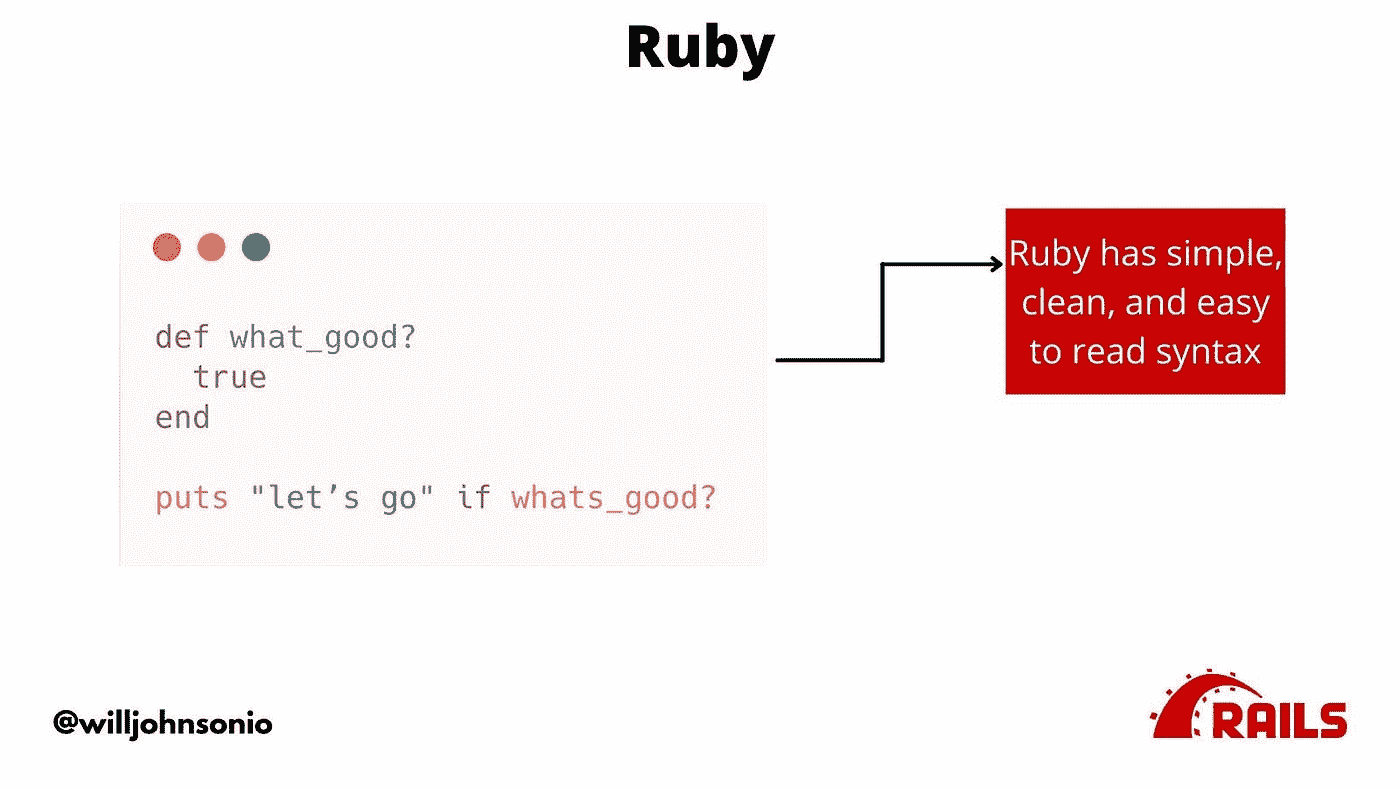 Ruby
def what_good?
  true
end
puts "let’s go" if whats_good?
Ruby has simple,
clean, and easy
to read syntax
@willjohnsonio
RAILS